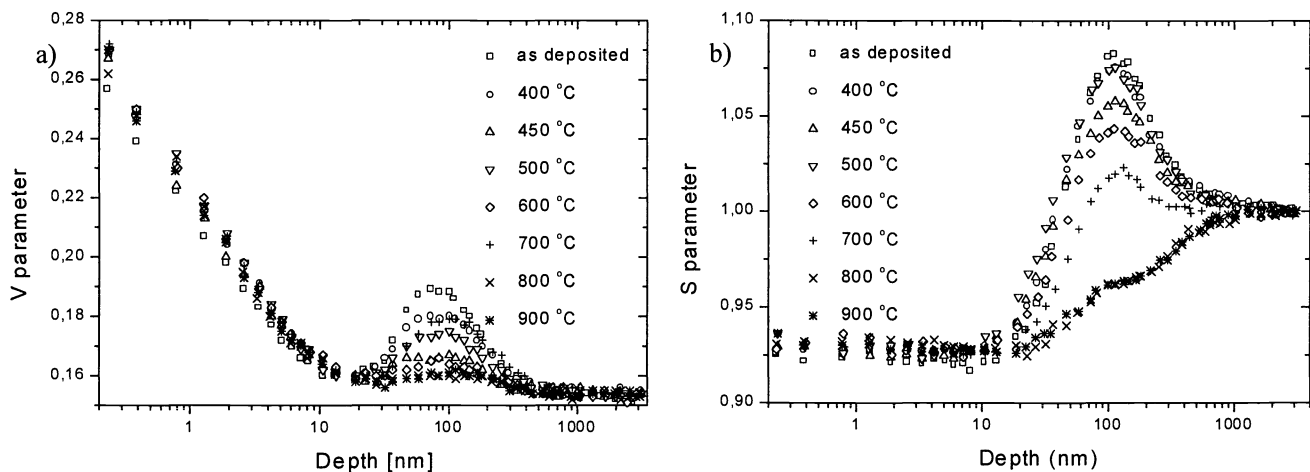 a)
V parameter
0,28
0,26
0,24
0,22
0,20
0,18
0,16
1
10
100
1000
Depth [nm]
as deposited
400 °C
450 °C
500 °C
600 °C
700 °C
800 °C
900 °C
b)
S parameter
1,10
1,05
1,00
0,95
0,90
1
10
100
1000
Depth (nm)
as deposited
400 °C
450 °C
500 °C
600 °C
700 °C
800 °C
900 °C